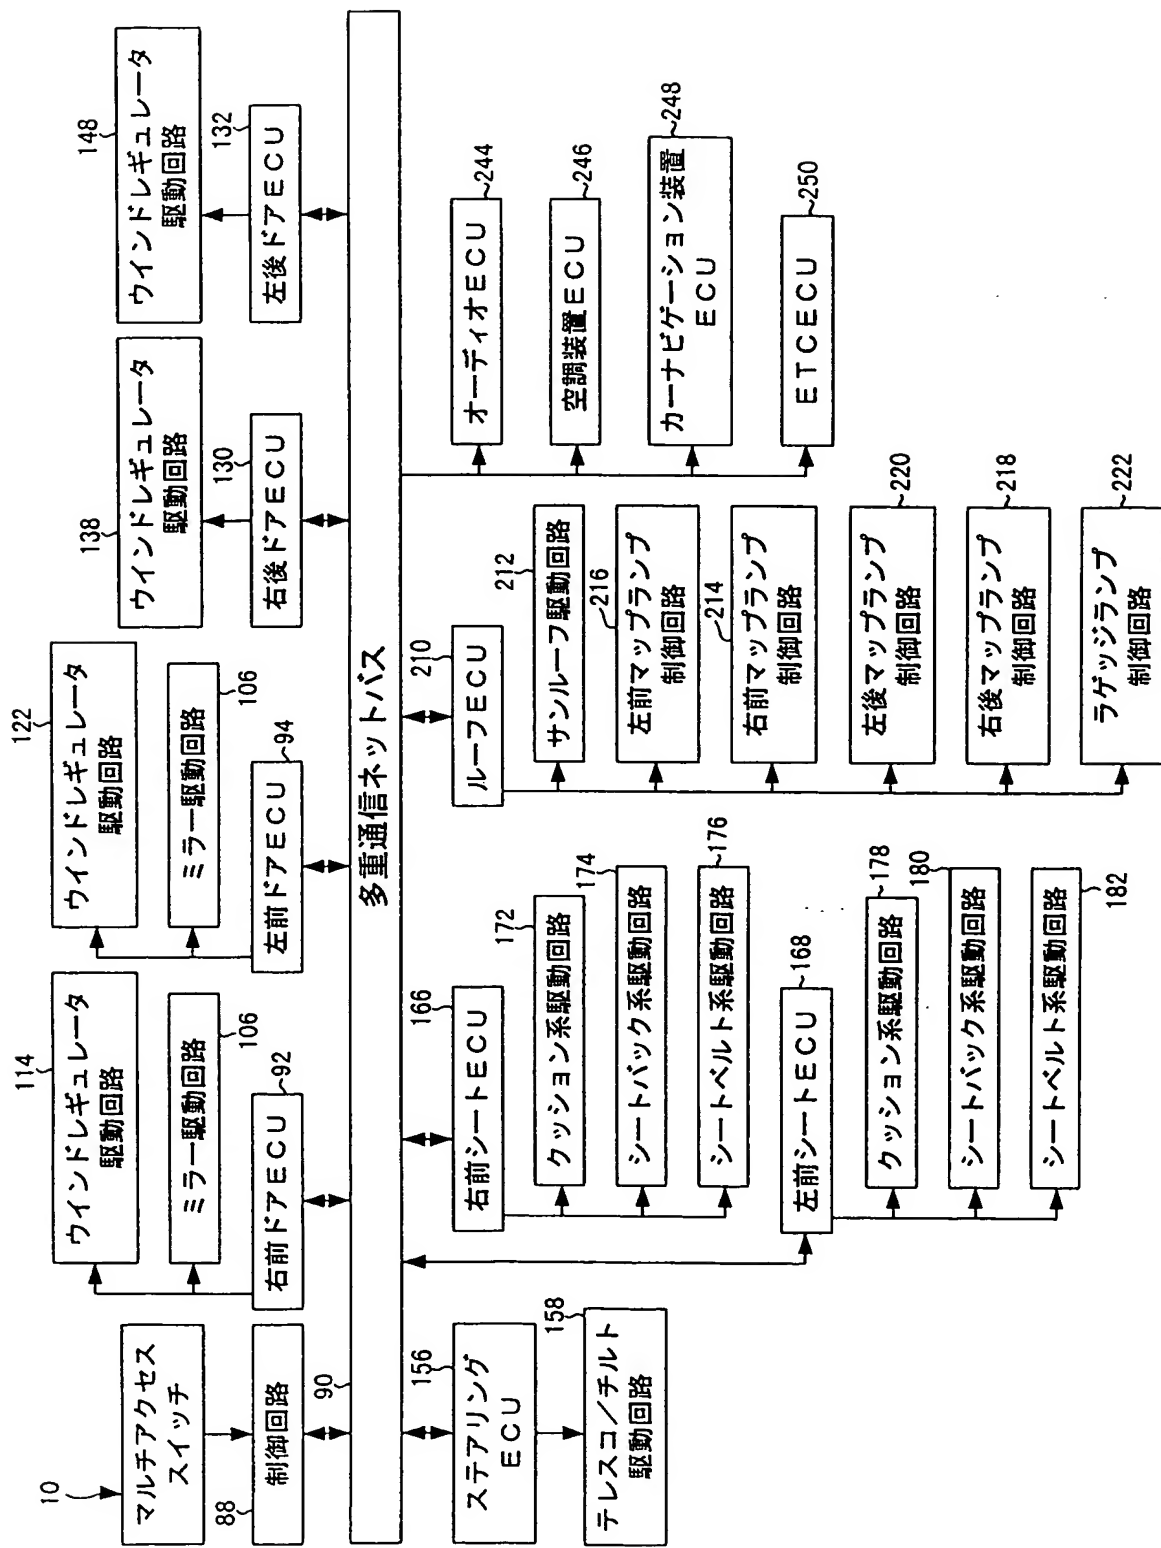 10
マルチアクセス
スイッチ
88
制御回路
114
ウインドレギュレータ
駆動回路
ミラー駆動回路
106
右前ドアECU
92
122
ウインドレギュレータ
駆動回路
ミラー駆動回路
106
左前ドアECU
94
138
ウインドレギュレータ
駆動回路
130
右後ドアECU
148
ウインドレギュレータ
駆動回路
132
左後ドアECU
90
多重通信ネットバス
156
ステアリング
ECU
158
テレスコ/チルト
駆動回路
166
右前シートECU
172
クッション系駆動回路
174
シートバック系駆動回路
176
シートベルト系駆動回路
168
左前シートECU
178
クッション系駆動回路
180
シートバック系駆動回路
182
シートベルト系駆動回路
210
ルーフECU
212
サンルーフ駆動回路
216
左前マップランプ
制御回路
214
右前マップランプ
制御回路
220
左後マップランプ
制御回路
218
右後マップランプ
制御回路
222
ラゲッジランプ
制御回路
244
オーディオECU
246
空調装置ECU
248
カーナビゲーション装置
ECU
250
ETCECU